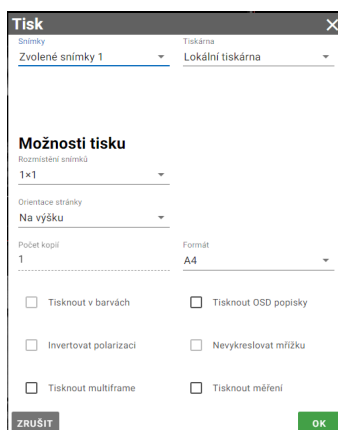 Tisk
Snímky
Tiskárna
Zvolené snímky 1
Lokální tiskárna
Možnosti tisku
Rozmístění snímků
1×1
Orientace stránky
Na výšku
Počet kopií
Formát
1
A4
Tisknout v barvách
Tisknout OSD popisky
Invertovat polarizaci
Nevykreslovat mřížku
Tisknout multiframe
Tisknout měření
ZRUŠIT
OK